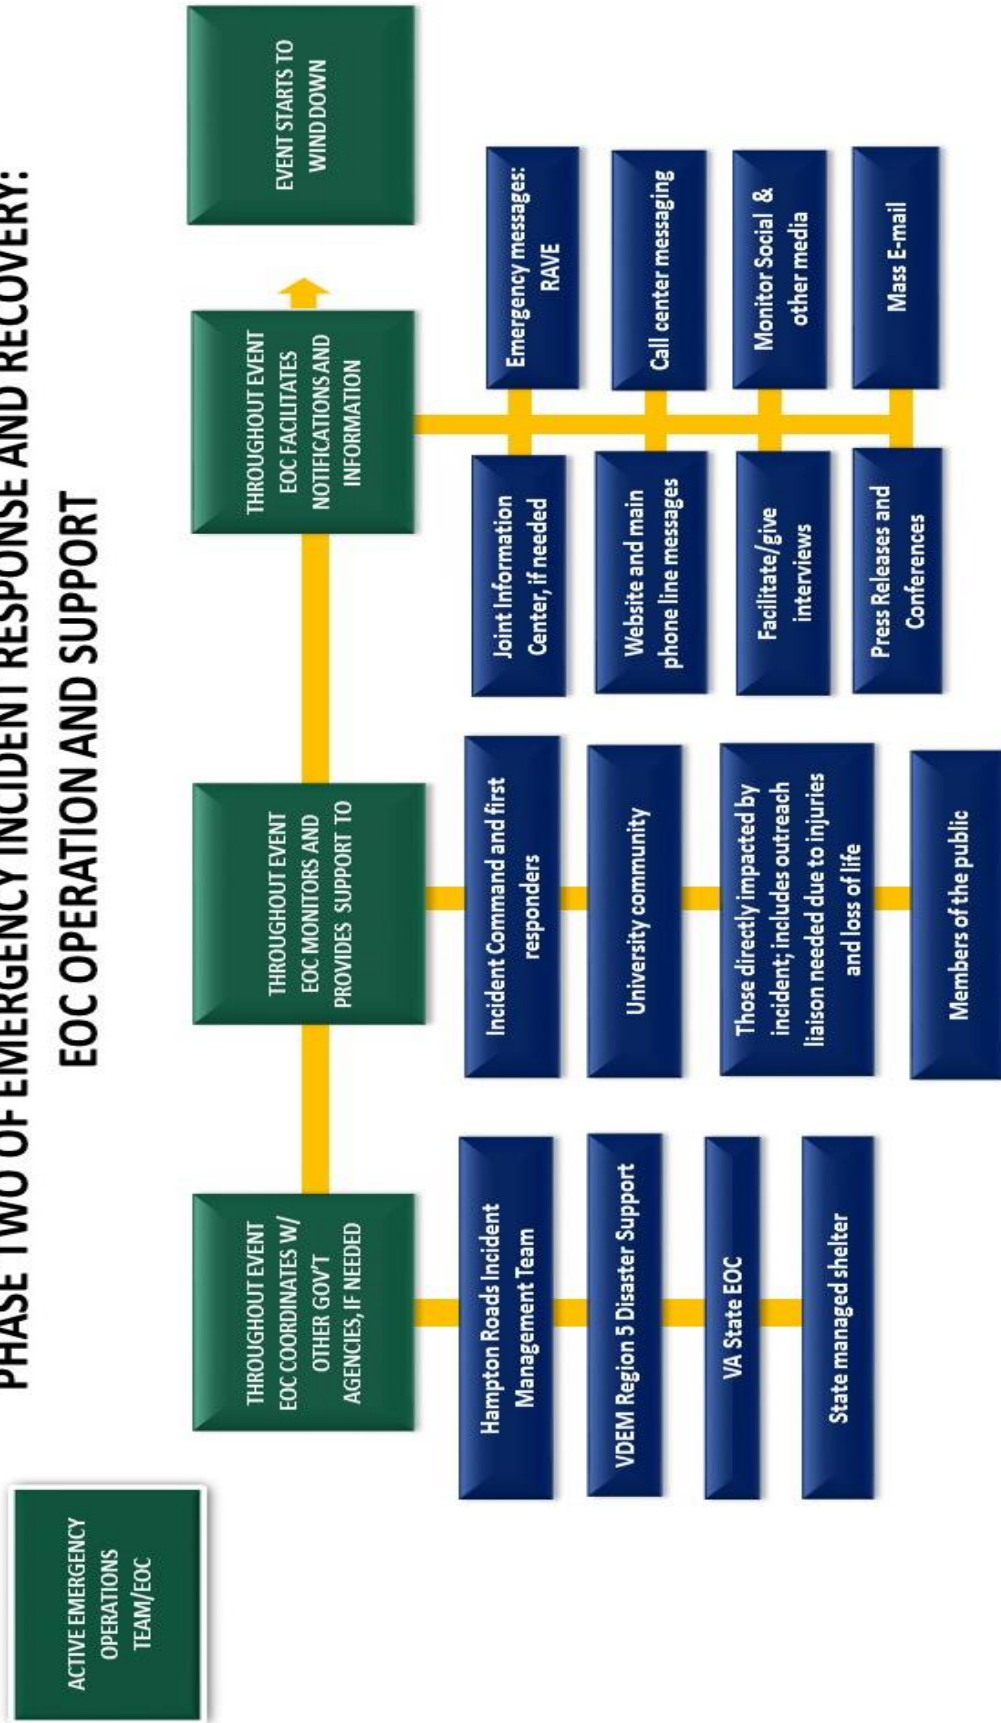 PHASE TWO OF EMERGENCY INCIDENT RESPONSE AND RECOVERY:
EOC OPERATION AND SUPPORT
ACTIVE EMERGENCY
OPERATIONS
TEAM/EOC
THROUGHOUT EVENT
EOC COORDINATES W/
OTHER GOV'T
AGENCIES, IF NEEDED
Hampton Roads Incident
Management Team
VDEM Region 5 Disaster Support
VA State EOC
State managed shelter
THROUGHOUT EVENT
EOC MONITORS AND
PROVIDES SUPPORT TO
Incident Command and first
responders
University community
Those directly impacted by
incident; includes outreach
liaison needed due to injuries
and loss of life
Members of the public
THROUGHOUT EVENT
EOC FACILITATES
NOTIFICATIONS AND
INFORMATION
Joint Information
Center, if needed
Website and main
phone line messages
Facilitate/give
interviews
Press Releases and
Conferences
Emergency messages:
RAVE
Call center messaging
Monitor Social &
other media
Mass E-mail
EVENT STARTS TO
WIND DOWN